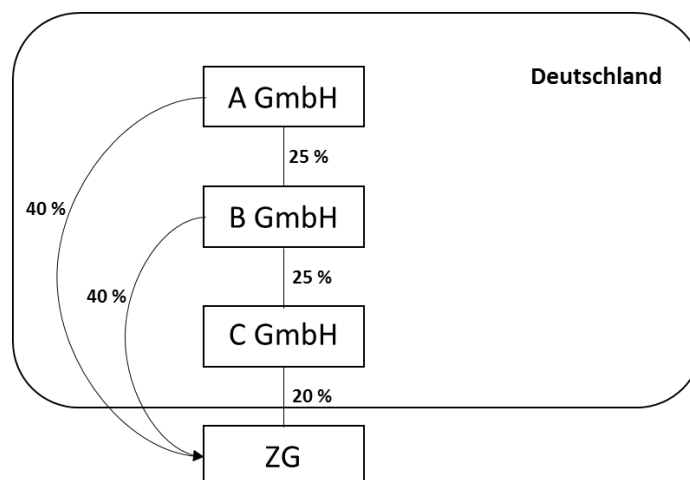 Deutschland
A GmbH
25 %
40 %
B GmbH
25 %
40 %
C GmbH
20 %
ZG